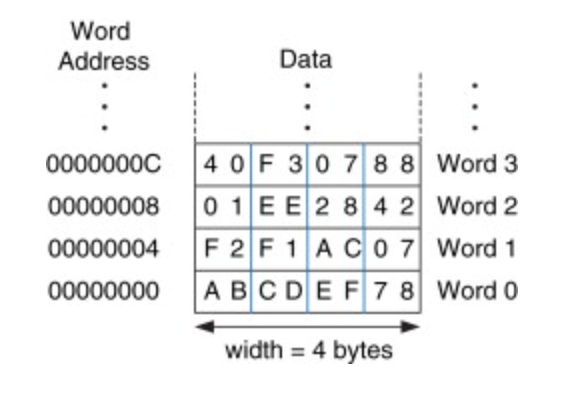 Word
Address
Data
0000000C 4 0 F 3 0 7 8 8 Word 3
00000008 0 1 E E 2 8 4 2 Word 2
00000004 F 2 F 1 A C 0 7 Word 1
00000000 A B C D E F 7 8 Word 0
width = 4 bytes